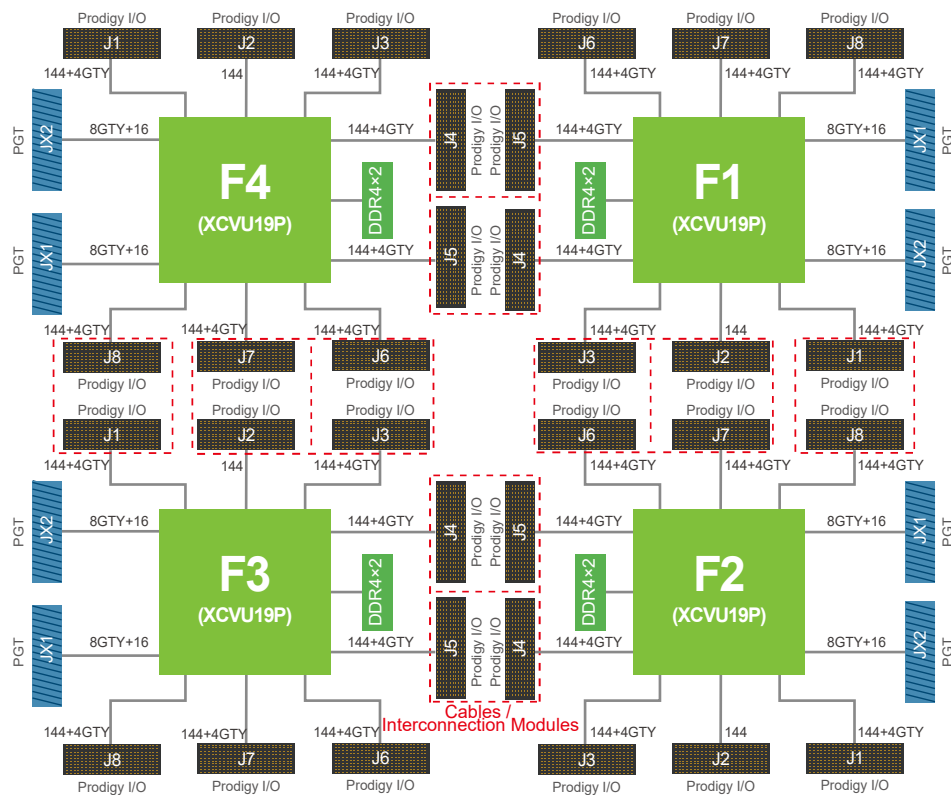 Prodigy I/O Prodigy I/O Prodigy I/O Prodigy I/O Prodigy I/O Prodigy I/O
J1 J2 J3 J6 J7 J8
144+4GTY 144 144+4GTY 144+4GTY 144+4GTY 144+4GTY
PGT JX2 8GTY+16 144+4GTY J4 Prodigy I/O Prodigy I/O J5 144+4GTY 8GTY+16 JX1 PGT
F4 DDR4×2 DDR4×2 F1
(XCVU19P) (XCVU19P)
PGT JX1 8GTY+16 144+4GTY J5 Prodigy I/O Prodigy I/O J4 144+4GTY 8GTY+16 JX2 PGT
144+4GTY 144+4GTY 144+4GTY 144+4GTY 144 144+4GTY
J8 J7 J6 J3 J2 J1
Prodigy I/O Prodigy I/O Prodigy I/O Prodigy I/O Prodigy I/O Prodigy I/O
Prodigy I/O Prodigy I/O Prodigy I/O Prodigy I/O Prodigy I/O Prodigy I/O
J1 J2 J3 J6 J7 J8
144+4GTY 144 144+4GTY 144+4GTY 144+4GTY 144+4GTY
PGT JX2 8GTY+16 144+4GTY J4 Prodigy I/O Prodigy I/O J5 144+4GTY 8GTY+16 JX1 PGT
F3 DDR4×2 DDR4×2 F2
(XCVU19P) (XCVU19P)
PGT JX1 8GTY+16 144+4GTY J5 Prodigy I/O Prodigy I/O J4 144+4GTY 8GTY+16 JX2 PGT
Cables /
Interconnection Modules
144+4GTY 144+4GTY 144+4GTY 144+4GTY 144 144+4GTY
J8 J7 J6 J3 J2 J1
Prodigy I/O Prodigy I/O Prodigy I/O Prodigy I/O Prodigy I/O Prodigy I/O